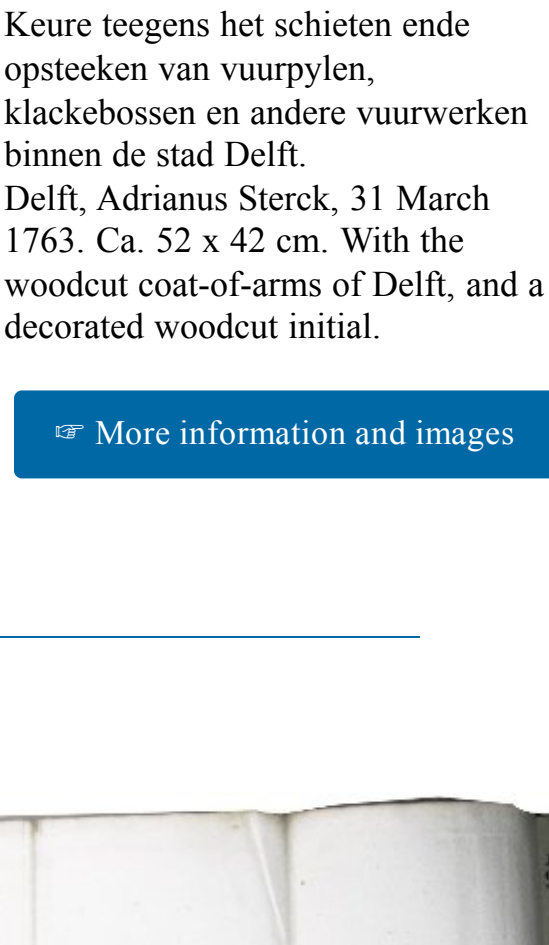 Keure teegens het schieten ende
opsteeken van vuurpylen,
klackebossen en andere vuurwerken
binnen de stad Delft.
Delft, Adrianus Sterck, 31 March
1763. Ca. 52 x 42 cm. With the
woodcut coat-of-arms of Delft, and a
decorated woodcut initial.
☞ More information and images